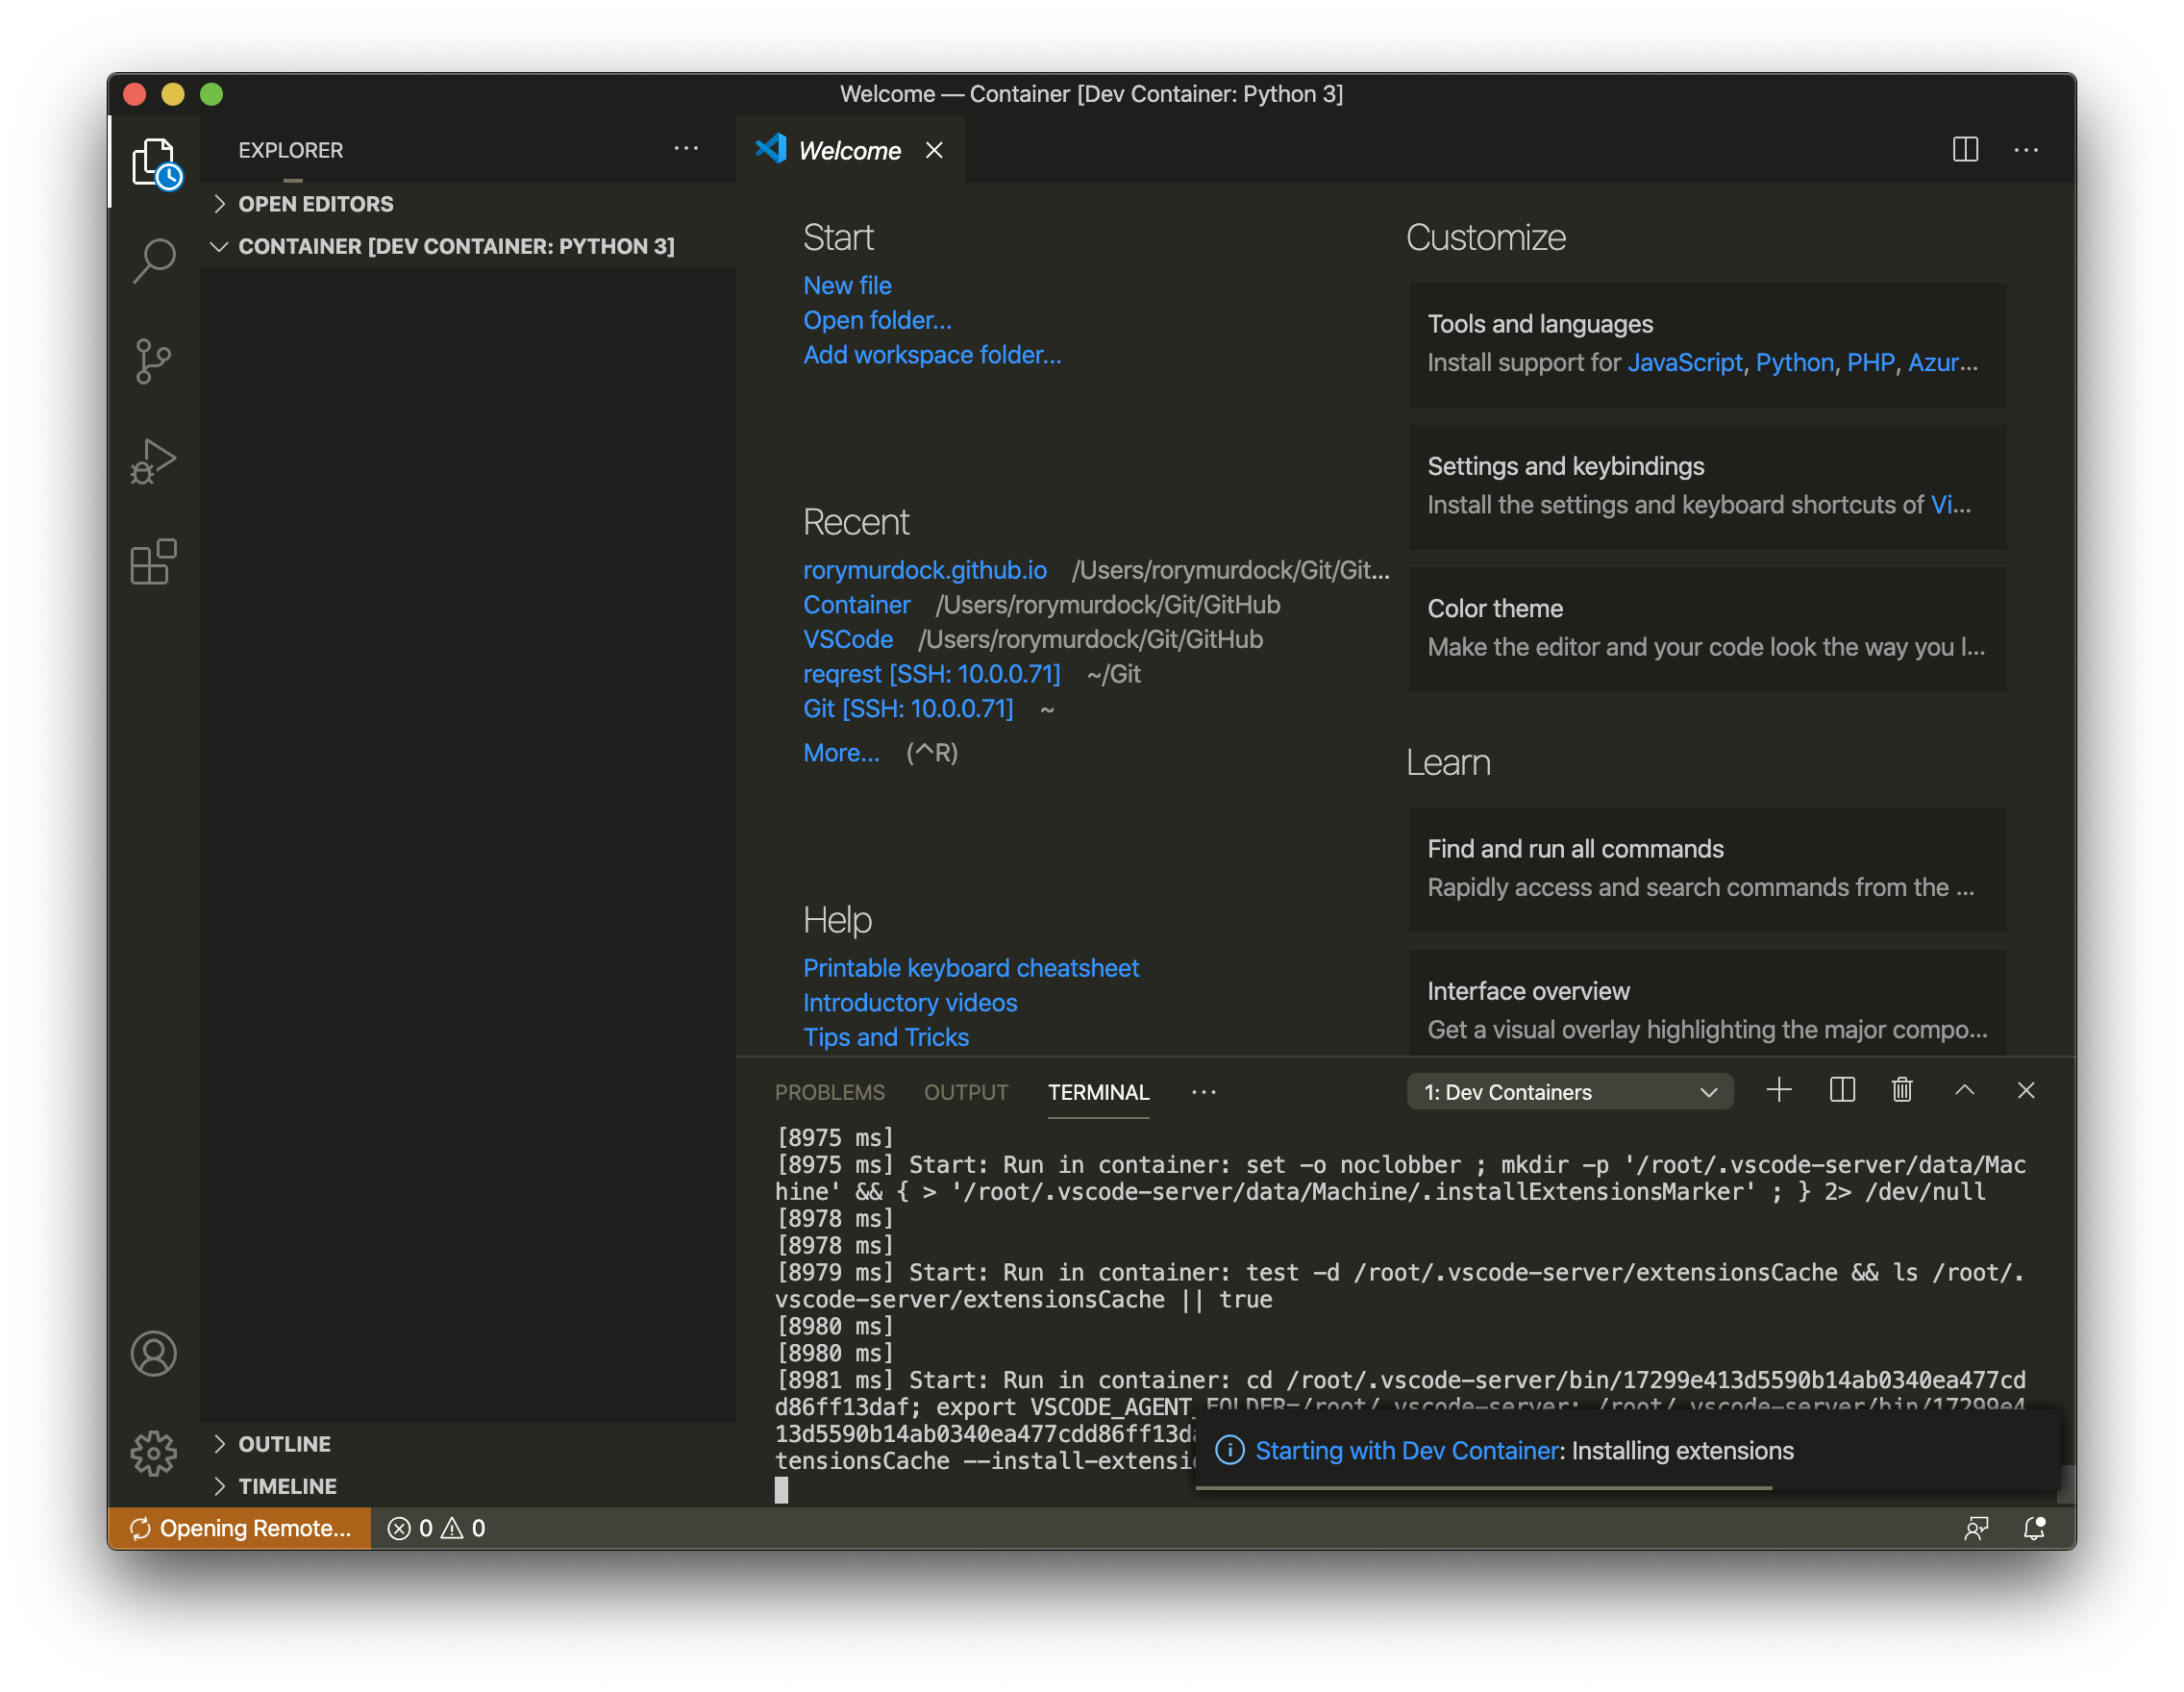 Welcome — Container [Dev Container: Python 3]
EXPLORER
OPEN EDITORS
CONTAINER [DEV CONTAINER: PYTHON 3]
OUTLINE
TIMELINE
Welcome
Start
New file
Open folder...
Add workspace folder...
Recent
rorymurdock.github.io /Users/rorymurdock/Git/Git...
Container /Users/rorymurdock/Git/GitHub
VSCode /Users/rorymurdock/Git/GitHub
reqrest [SSH: 10.0.0.71] ~/Git
Git [SSH: 10.0.0.71] ~
More... (^R)
Help
Printable keyboard cheatsheet
Introductory videos
Tips and Tricks
Customize
Tools and languages
Install support for JavaScript, Python, PHP, Azur...
Settings and keybindings
Install the settings and keyboard shortcuts of Vi...
Color theme
Make the editor and your code look the way you l...
Learn
Find and run all commands
Rapidly access and search commands from the ...
Interface overview
Get a visual overlay highlighting the major compo...
PROBLEMS OUTPUT TERMINAL ... 1: Dev Containers
[8975 ms]
[8975 ms] Start: Run in container: set -o noclobber ; mkdir -p '/root/.vscode-server/data/Mac
hine' && { > '/root/.vscode-server/data/Machine/.installExtensionsMarker' ; } 2> /dev/null
[8978 ms]
[8978 ms]
[8979 ms] Start: Run in container: test -d /root/.vscode-server/extensionsCache && ls /root/.
vscode-server/extensionsCache || true
[8980 ms]
[8980 ms]
[8981 ms] Start: Run in container: cd /root/.vscode-server/bin/17299e413d5590b14ab0340ea477cd
d86ff13daf; export VSCODE_AGENT_FOLDER=/root/.vscode-server; /root/.vscode-server/bin/17299e4
13d5590b14ab0340ea477cdd86ff13da
tensionsCache --install-extensi
Starting with Dev Container: Installing extensions
Opening Remote... 0 0